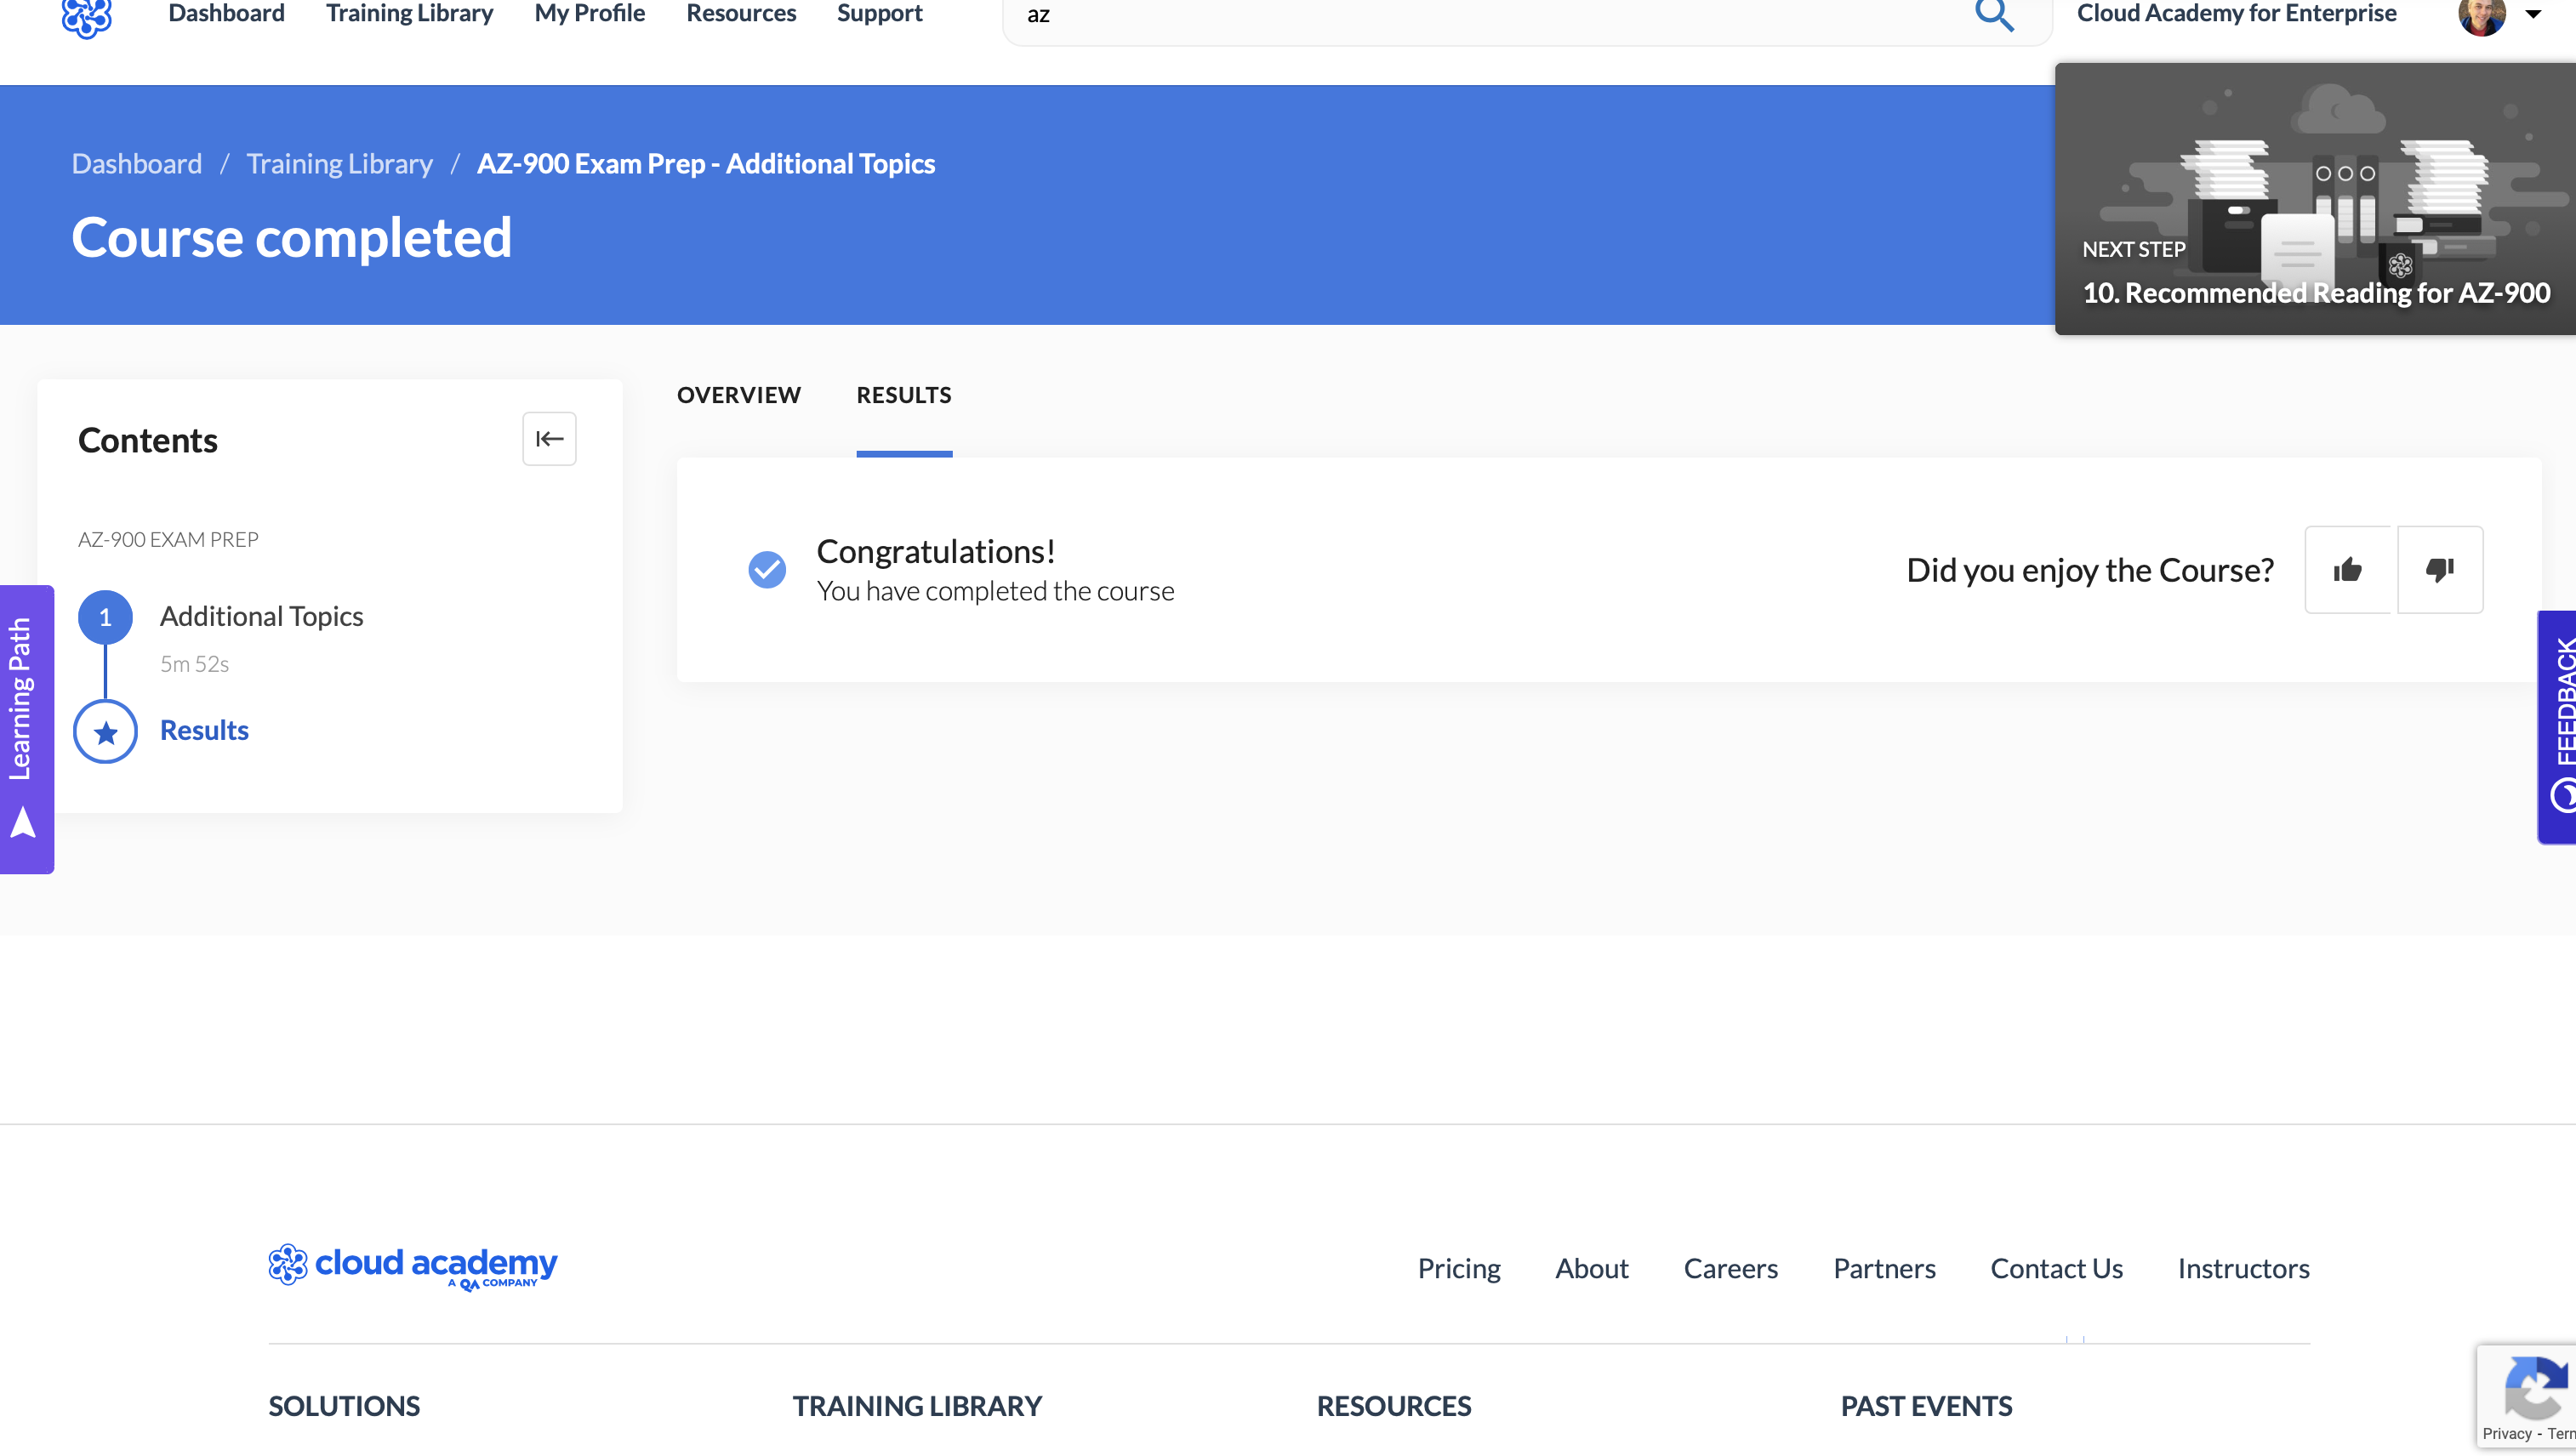 Dashboard Training Library My Profile Resources Support az Cloud Academy for Enterprise
Dashboard / Training Library / AZ-900 Exam Prep - Additional Topics
Course completed
NEXT STEP
10. Recommended Reading for AZ-900
Contents
OVERVIEW RESULTS
AZ-900 EXAM PREP
1 Additional Topics
5m 52s
Results
Learning Path
Congratulations!
You have completed the course
Did you enjoy the Course?
FEEDBACK
cloud academy
A QA COMPANY
Pricing About Careers Partners Contact Us Instructors
SOLUTIONS TRAINING LIBRARY RESOURCES PAST EVENTS
Privacy -